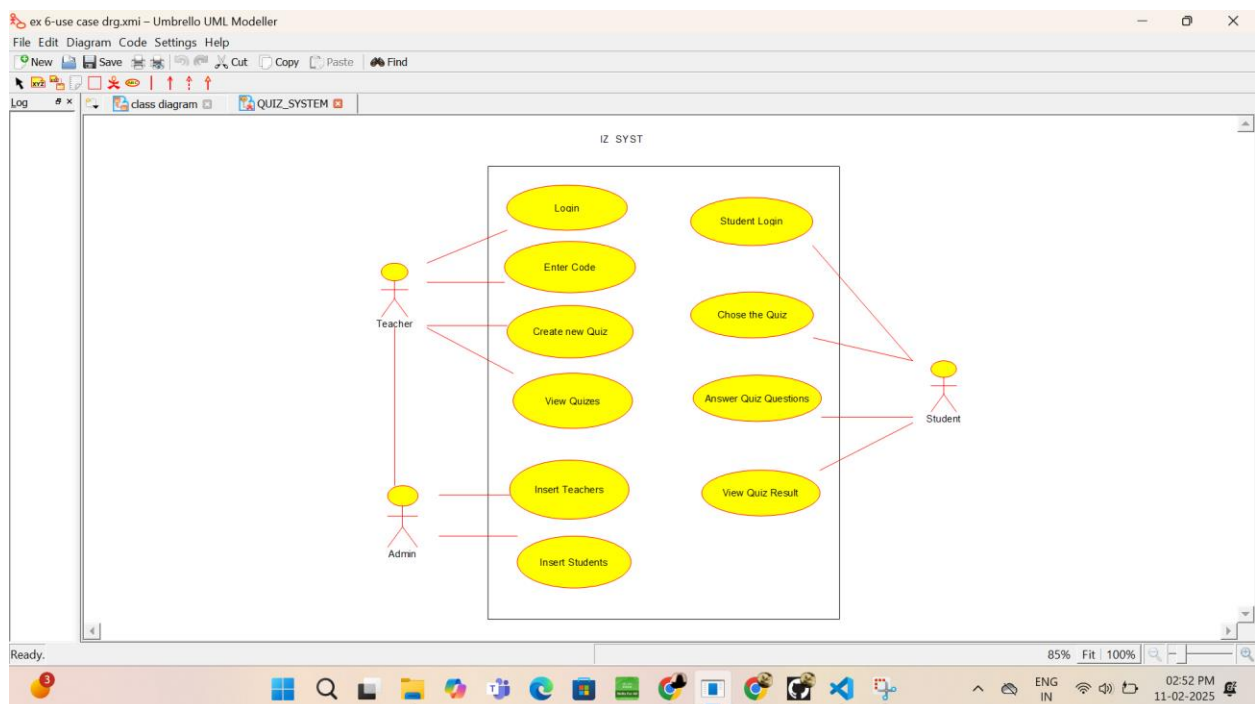 ex 6-use case drg.xmi – Umbrello UML Modeller
File Edit Diagram Code Settings Help
New Save Cut Copy Paste Find
XYZ
Log class diagram QUIZ_SYSTEM
IZ SYST
Login
Student Login
Enter Code
Teacher
Chose the Quiz
Create new Quiz
View Quizes
Answer Quiz Questions
Student
Insert Teachers
View Quiz Result
Admin
Insert Students
Ready.
85% Fit 100%
3
ENG
IN
02:52 PM
11-02-2025